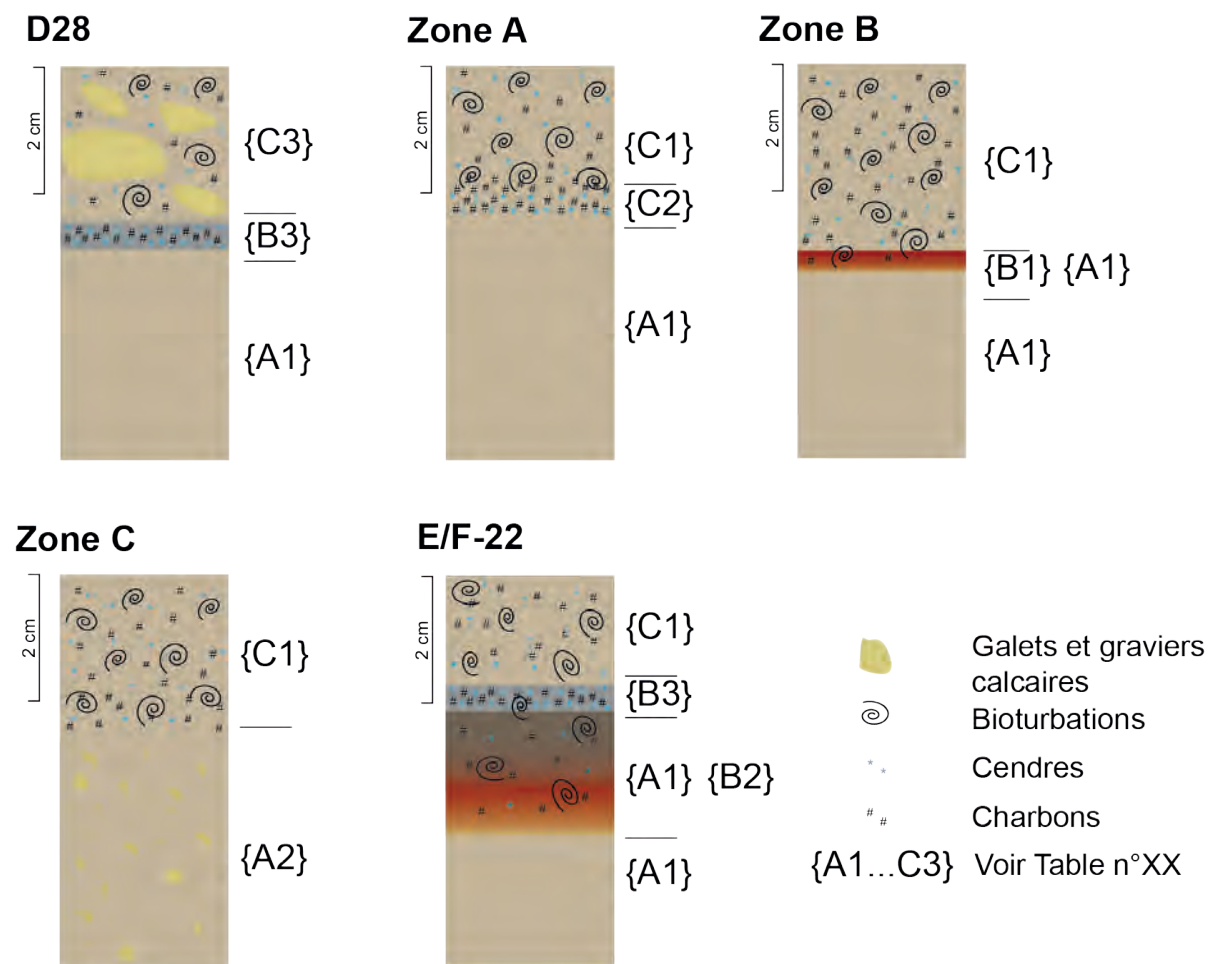 D28
2 cm
{C3}
{B3}
{A1}
Zone A
2 cm
{C1}
{C2}
{A1}
Zone B
2 cm
{C1}
{B1} {A1}
{A1}
Zone C
2 cm
{C1}
{A2}
E/F-22
2 cm
{C1}
{B3}
{A1} {B2}
{A1}
Galets et graviers
calcaires
Bioturbations
Cendres
Charbons
{A1...C3} Voir Table n°XX